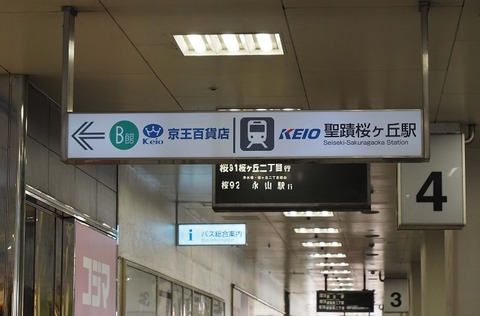 B館 Keio 京王百貨店 KEIO 聖蹟桜ヶ丘駅
Seiseki-Sakuragaoka Station
桜81 桜ヶ丘二丁目行
桜92 永山駅行
4
i バス総合案内
コジマ
3